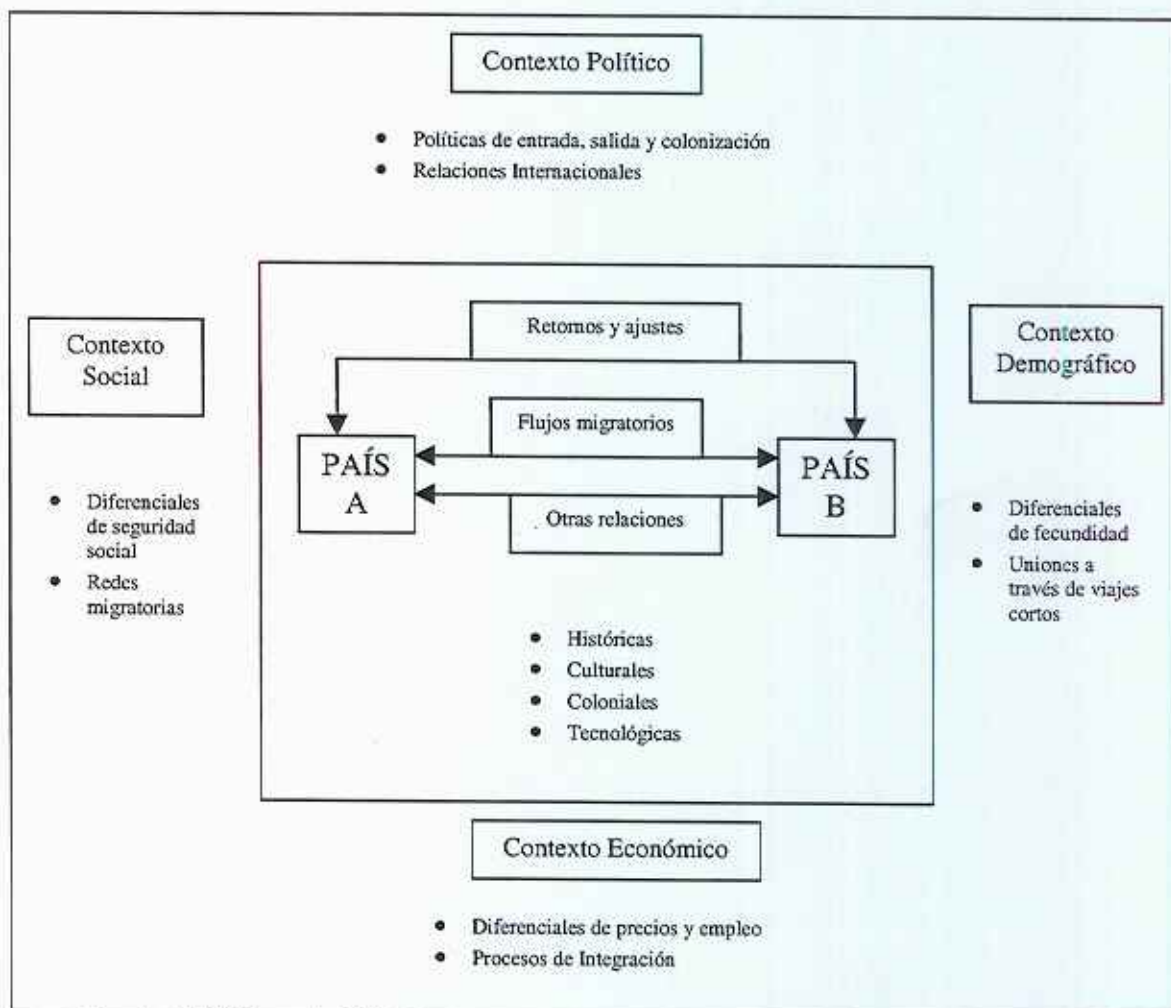 Contexto Político
• Políticas de entrada, salida y colonización
• Relaciones Internacionales
Contexto
Social
• Diferenciales
de seguridad
social
• Redes
migratorias
Retornos y ajustes
Flujos migratorios
PAÍS
A
PAÍS
B
Otras relaciones
• Históricas
• Culturales
• Coloniales
• Tecnológicas
Contexto
Demográfico
• Diferenciales
de fecundidad
• Uniones a
través de viajes
cortos
Contexto Económico
• Diferenciales de precios y empleo
• Procesos de Integración